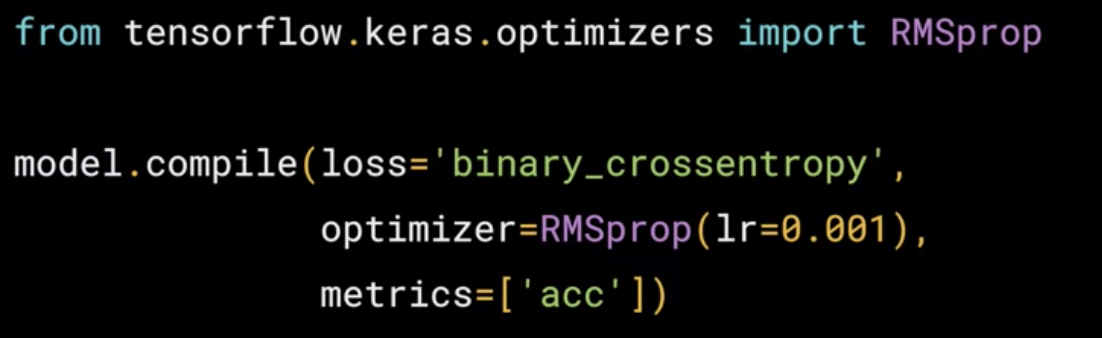 from tensorflow.keras.optimizers import RMSprop
model.compile(loss='binary_crossentropy',
optimizer=RMSprop(lr=0.001),
metrics=['acc'])